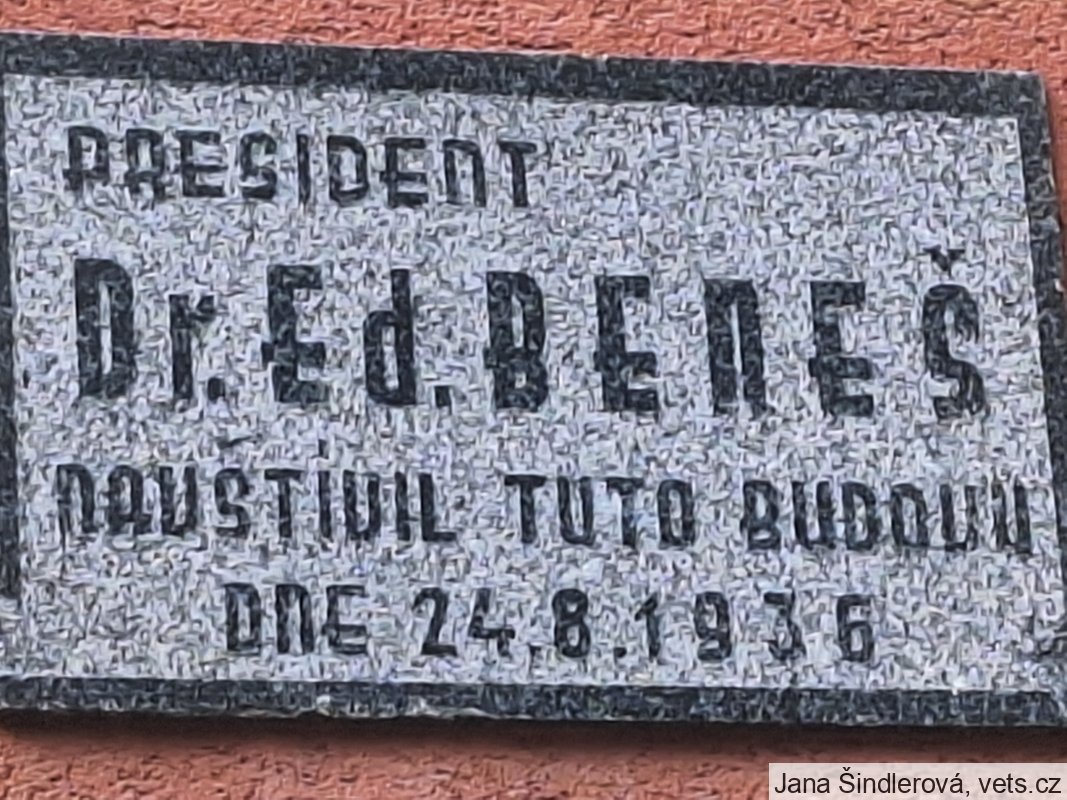 PRESIDENT
Dr. Ed. BENEŠ
NAVŠTÍVIL TUTO BUDOVU
DNE 24.8.1936
Jana Šindlerová, vets.cz